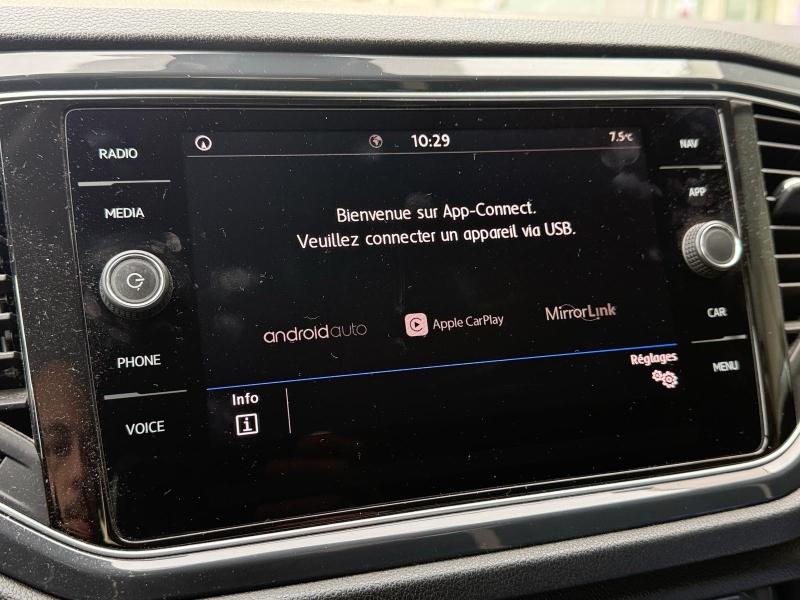 RADIO
MEDIA
PHONE
VOICE
10:29
7.5°C
Bienvenue sur App-Connect.
Veuillez connecter un appareil via USB.
androidauto
Apple CarPlay
MirrorLink
Réglages
Info
i
NAV
APP
CAR
MENU